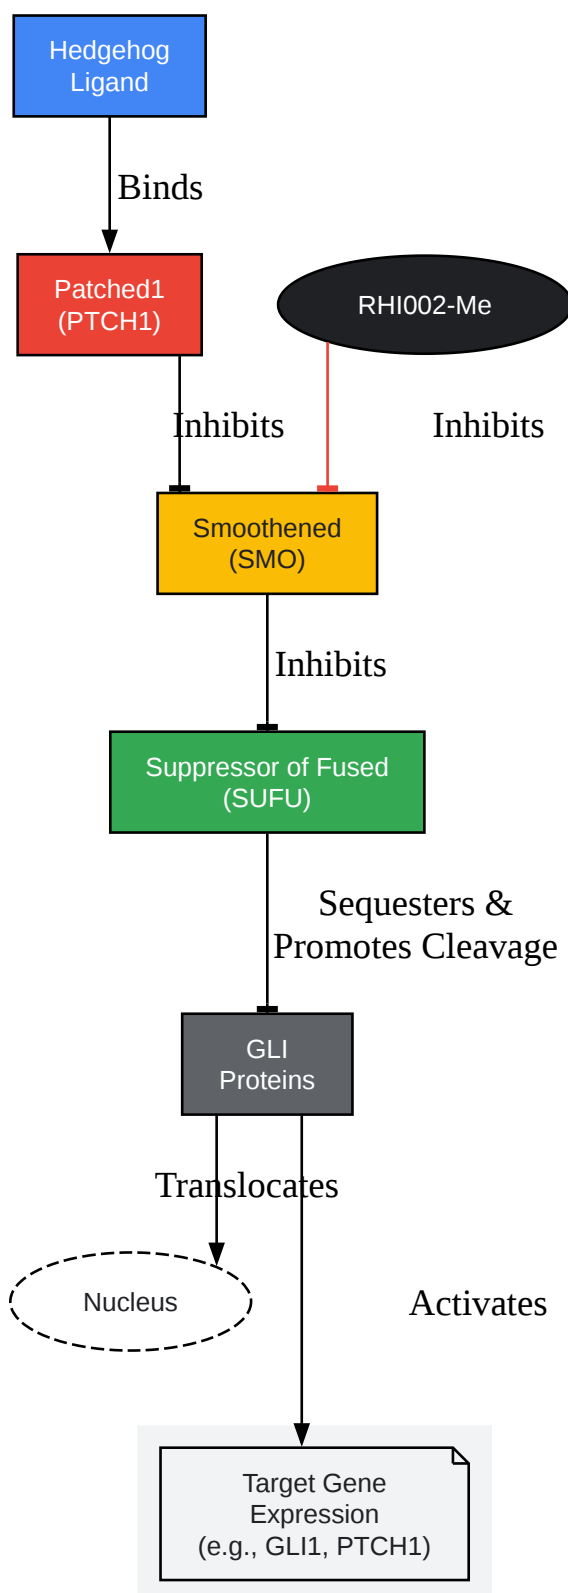 Hedgehog
Ligand
Binds
Patched1
(PTCH1)
RHI002-Me
Inhibits
Inhibits
Smoothened
(SMO)
Inhibits
Suppressor of Fused
(SUFU)
Sequesters &
Promotes Cleavage
GLI
Proteins
Translocates
Nucleus
Activates
Target Gene
Expression
(e.g., GLI1, PTCH1)